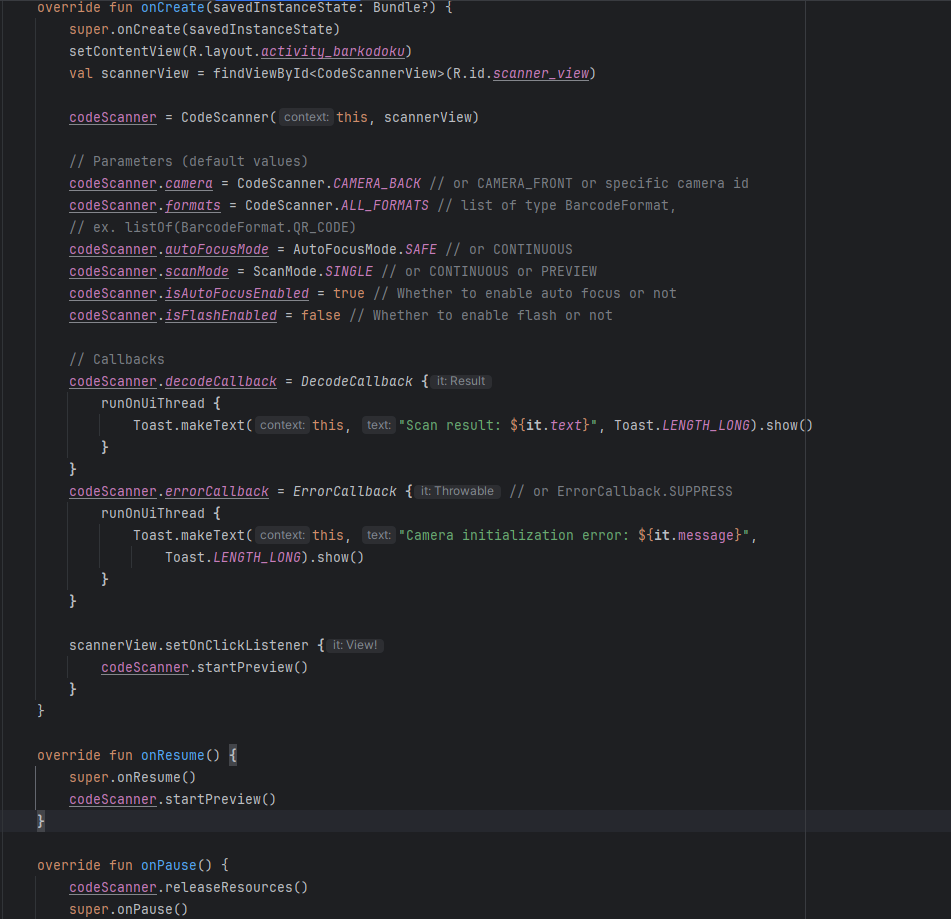 override fun onCreate(savedInstanceState: Bundle?) {
super.onCreate(savedInstanceState)
setContentView(R.layout.activity_barkodoku)
val scannerView = findViewById<CodeScannerView>(R.id.scanner_view)
codeScanner = CodeScanner( context: this, scannerView)
// Parameters (default values)
codeScanner.camera = CodeScanner.CAMERA_BACK // or CAMERA_FRONT or specific camera id
codeScanner.formats = CodeScanner.ALL_FORMATS // list of type BarcodeFormat,
// ex. listOf(BarcodeFormat.QR_CODE)
codeScanner.autoFocusMode = AutoFocusMode.SAFE // or CONTINUOUS
codeScanner.scanMode = ScanMode.SINGLE // or CONTINUOUS or PREVIEW
codeScanner.isAutoFocusEnabled = true // Whether to enable auto focus or not
codeScanner.isFlashEnabled = false // Whether to enable flash or not
// Callbacks
codeScanner.decodeCallback = DecodeCallback { it: Result
runOnUiThread {
Toast.makeText( context: this, text: "Scan result: ${it.text}", Toast.LENGTH_LONG).show()
}
}
codeScanner.errorCallback = ErrorCallback { it: Throwable // or ErrorCallback.SUPPRESS
runOnUiThread {
Toast.makeText( context: this, text: "Camera initialization error: ${it.message}",
Toast.LENGTH_LONG).show()
}
}
scannerView.setOnClickListener { it: View!
codeScanner.startPreview()
}
}
override fun onResume() {
super.onResume()
codeScanner.startPreview()
}
override fun onPause() {
codeScanner.releaseResources()
super.onPause()